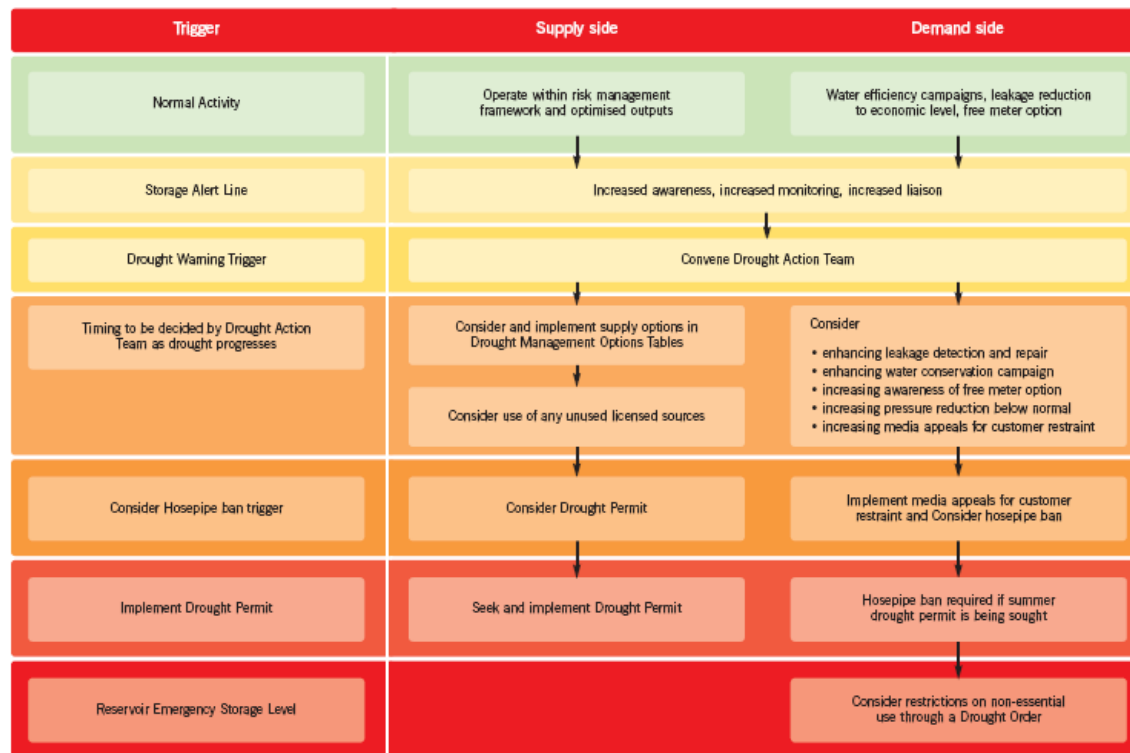 Trigger
Supply side
Demand side
Normal Activity
Operate within risk management
framework and optimised outputs
Water efficiency campaigns, leakage reduction
to economic level, free meter option
Storage Alert Line
Increased awareness, increased monitoring, increased liaison
Drought Warning Trigger
Convene Drought Action Team
Timing to be decided by Drought Action
Team as drought progresses
Consider and implement supply options in
Drought Management Options Tables
Consider use of any unused licensed sources
Consider
• enhancing leakage detection and repair
• enhancing water conservation campaign
• increasing awareness of free meter option
• increasing pressure reduction below normal
• increasing media appeals for customer restraint
Consider Hosepipe ban trigger
Consider Drought Permit
Implement media appeals for customer
restraint and Consider hosepipe ban
Implement Drought Permit
Seek and implement Drought Permit
Hosepipe ban required if summer
drought permit is being sought
Reservoir Emergency Storage Level
Consider restrictions on non-essential
use through a Drought Order